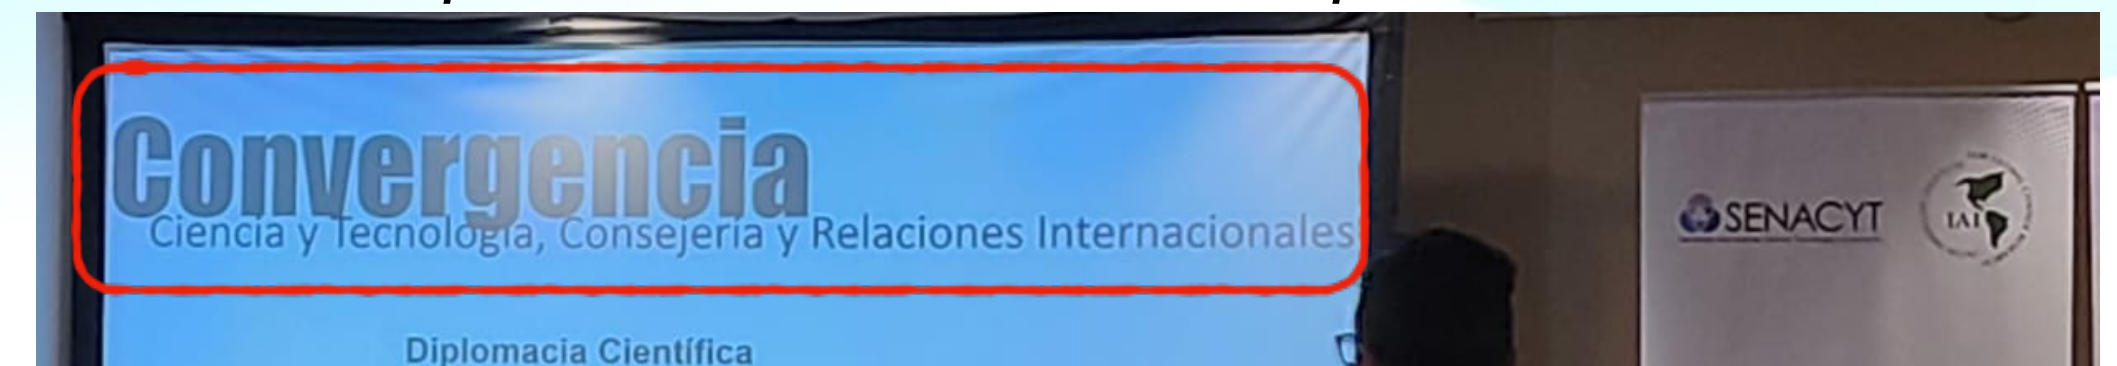 Convergencia
Ciencia y Tecnología, Consejería y Relaciones Internacionales
Diplomacia Científica
SENACYT
IAI